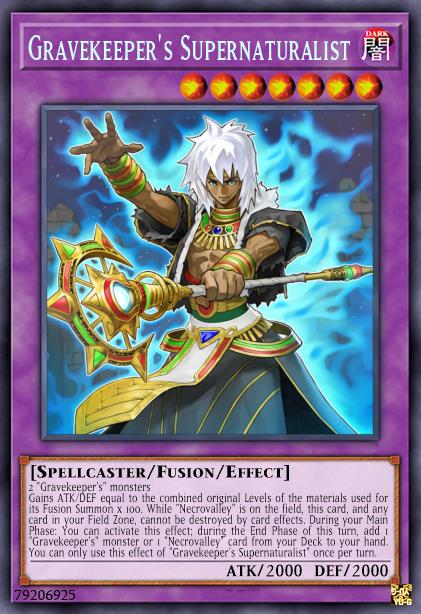 GRAVEKEEPER'S SUPERNATURALIST
DARK
闇
[SPELLCASTER/FUSION/EFFECT]
2 "Gravekeeper's" monsters
Gains ATK/DEF equal to the combined original Levels of the materials used for
its Fusion Summon x 100. While "Necrovalley" is on the field, this card, and any
card in your Field Zone, cannot be destroyed by card effects. During your Main
Phase: You can activate this effect; during the End Phase of this turn, add 1
"Gravekeeper's" monster or 1 "Necrovalley" card from your Deck to your hand.
You can only use this effect of "Gravekeeper's Supernaturalist" once per turn.
ATK/2000 DEF/2000
79206925